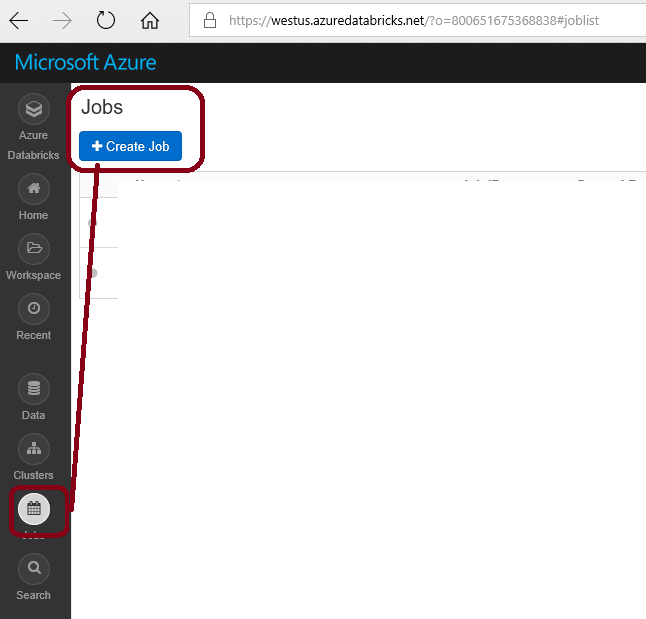 https://westus.azuredatabricks.net/?o=800651675368838#joblist
Microsoft Azure
Jobs
Create Job
Azure
Databricks
Home
Workspace
Recent
Data
Clusters
Search